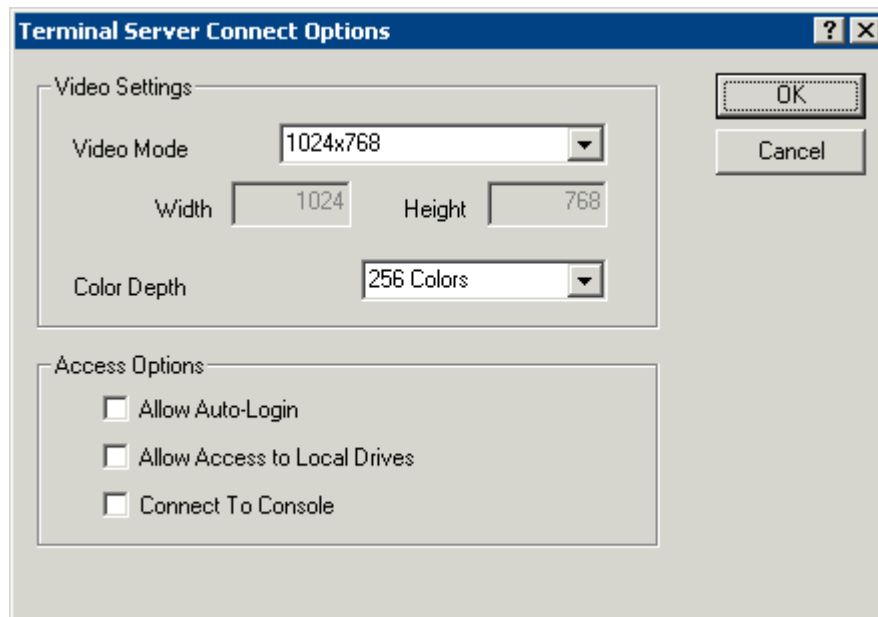 Terminal Server Connect Options
Video Settings
OK
Video Mode 1024x768
Cancel
Width 1024 Height 768
Color Depth 256 Colors
Access Options
Allow Auto-Login
Allow Access to Local Drives
Connect To Console